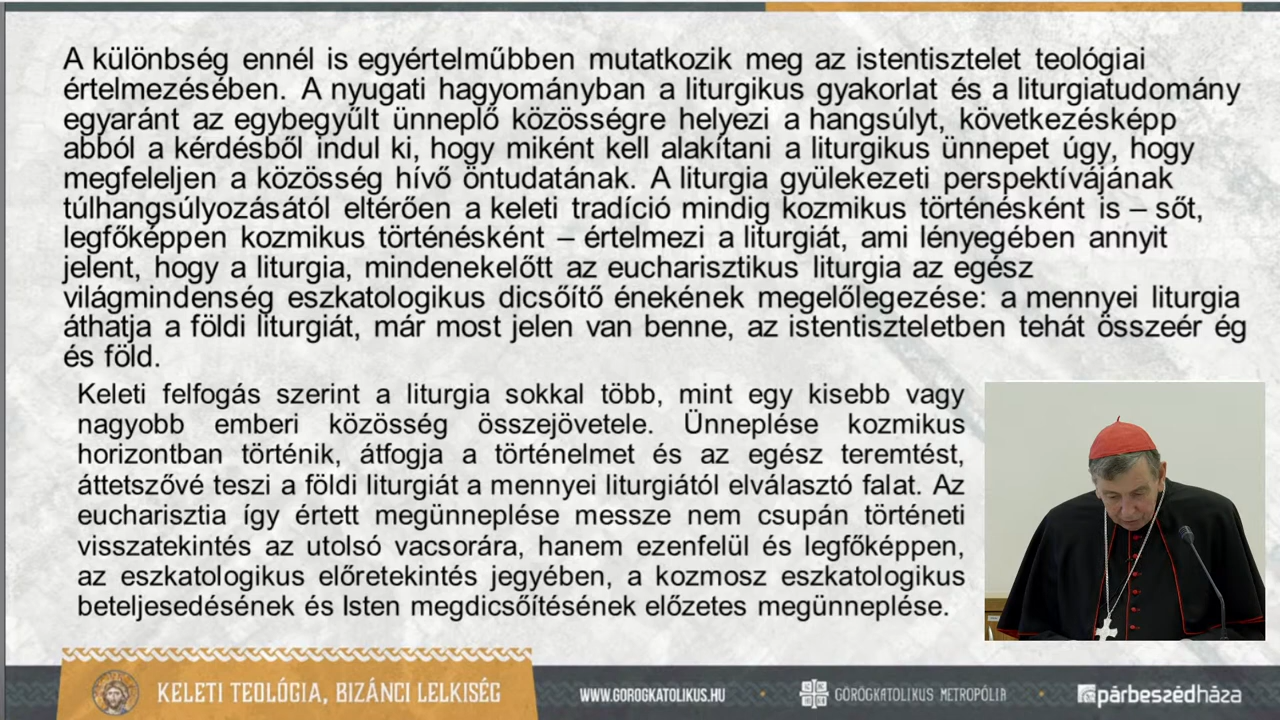 A különbség ennél is egyértelműbben mutatkozik meg az istentisztelet teológiai
értelmezésében. A nyugati hagyományban a liturgikus gyakorlat és a liturgiatudomány
egyaránt az egybegyűlt ünneplő közösségre helyezi a hangsúlyt, következésképp
abból a kérdésből indul ki, hogy miként kell alakítani a liturgikus ünnepet úgy, hogy
megfeleljen a közösség hívő öntudatának. A liturgia gyülekezeti perspektívájának
túlhangsúlyozásától eltérően a keleti tradíció mindig kozmikus történésként is – sőt,
legfőképpen kozmikus történésként – értelmezi a liturgiát, ami lényegében annyit
jelent, hogy a liturgia, mindenekelőtt az eucharisztikus liturgia az egész
világmindenség eszkatologikus dicsőítő énekének megelőlegezése: a mennyei liturgia
áthatja a földi liturgiát, már most jelen van benne, az istentiszteletben tehát összeér ég
és föld.
Keleti felfogás szerint a liturgia sokkal több, mint egy kisebb vagy
nagyobb emberi közösség összejövetele. Ünneplése kozmikus
horizontban történik, átfogja a történelmet és az egész teremtést,
áttetszővé teszi a földi liturgiát a mennyei liturgiától elválasztó falat. Az
eucharisztia így értett megünneplése messze nem csupán történeti
visszatekintés az utolsó vacsorára, hanem ezenfelül és legfőképpen,
az eszkatologikus előretekintés jegyében, a kozmosz eszkatologikus
beteljesedésének és Isten megdicsőítésének előzetes megünneplése.
KELETI TEOLÓGIA, BIZÁNCI LELKISÉG
WWW.GOROGKATOLIKUS.HU
GÖRÖGKATOLIKUS METROPÓLIA
párbeszédháza